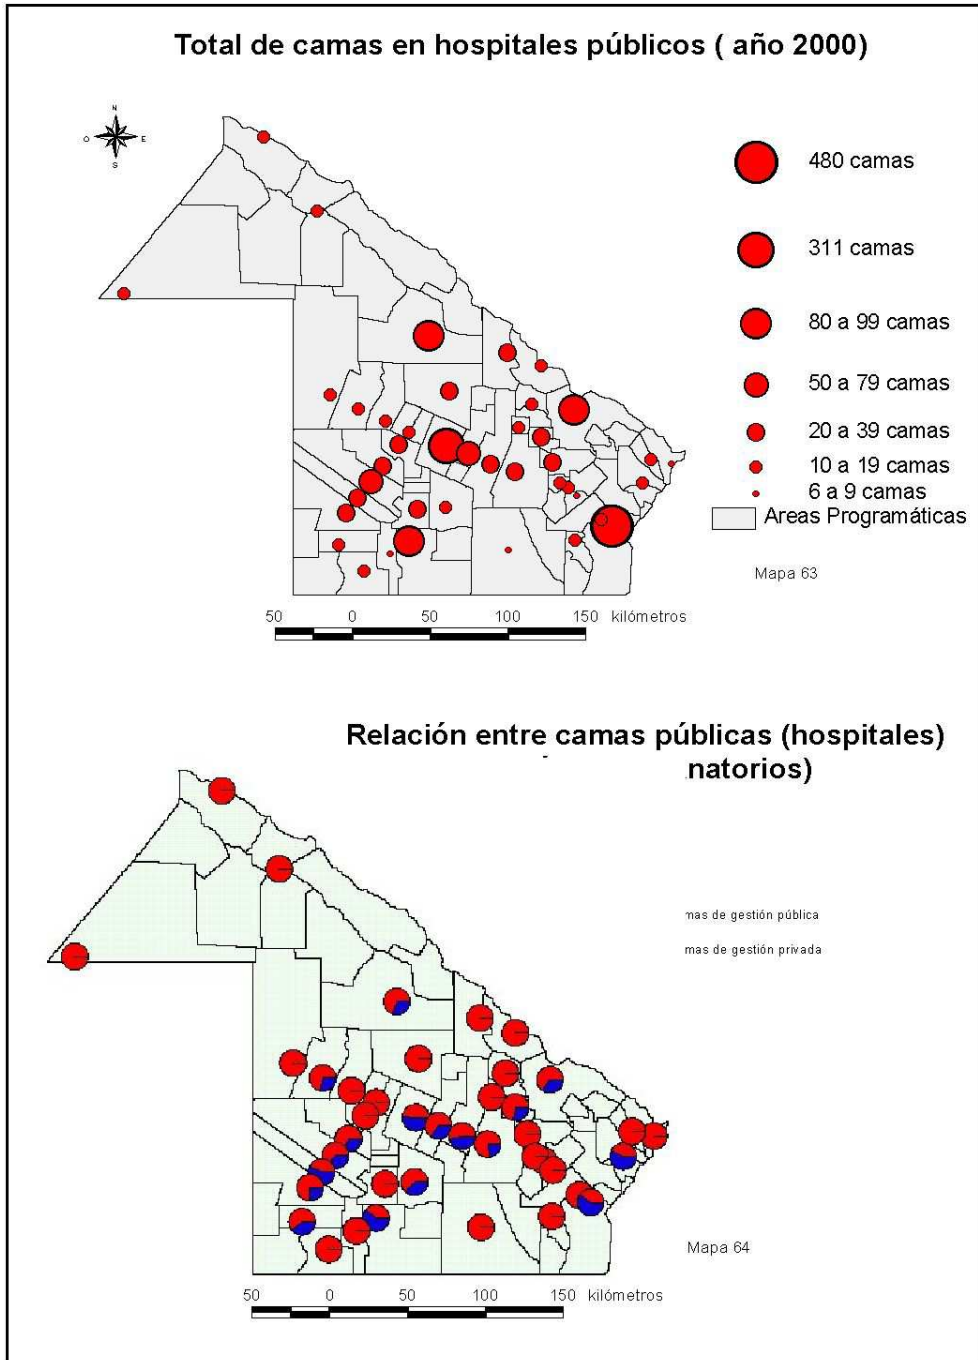 Total de camas en hospitales públicos ( año 2000)
N
O E
S
480 camas
311 camas
80 a 99 camas
50 a 79 camas
20 a 39 camas
10 a 19 camas
6 a 9 camas
Areas Programáticas
Mapa 63
50 0 50 100 150 kilómetros
Relación entre camas públicas (hospitales)
natorios)
mas de gestión pública
mas de gestión privada
Mapa 64
50 0 50 100 150 kilómetros